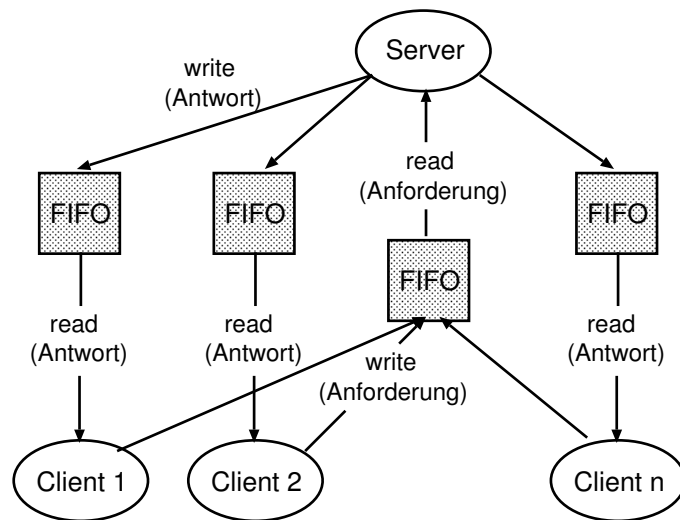 Server
write
(Antwort)
read
(Anforderung)
FIFO
FIFO
FIFO
FIFO
read
(Antwort)
read
(Antwort)
write
(Anforderung)
read
(Antwort)
Client 1
Client 2
Client n